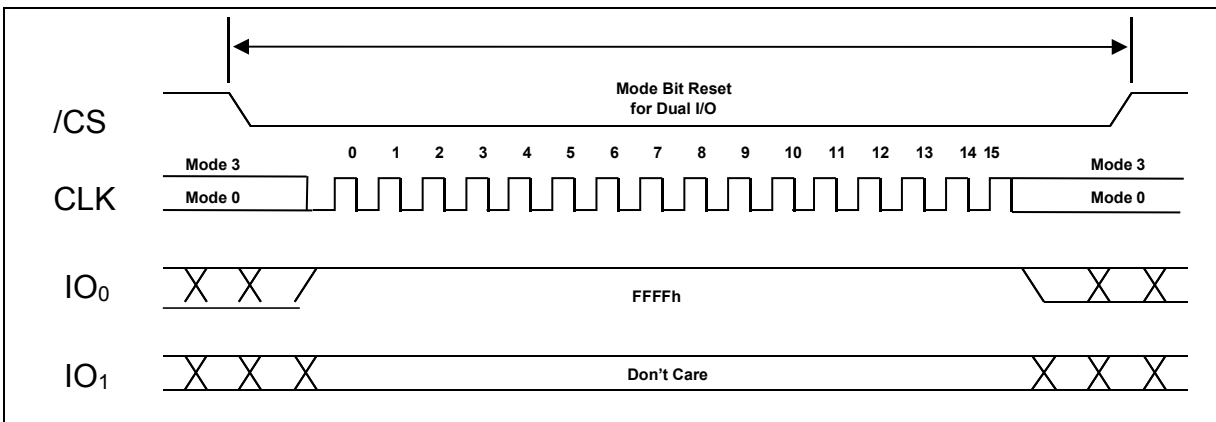 Mode Bit Reset
for Dual I/O
/CS
0 1 2 3 4 5 6 7 8 9 10 11 12 13 14 15
Mode 3 Mode 3
CLK
Mode 0 Mode 0
IO₀ FFFFh
IO₁ Don't Care